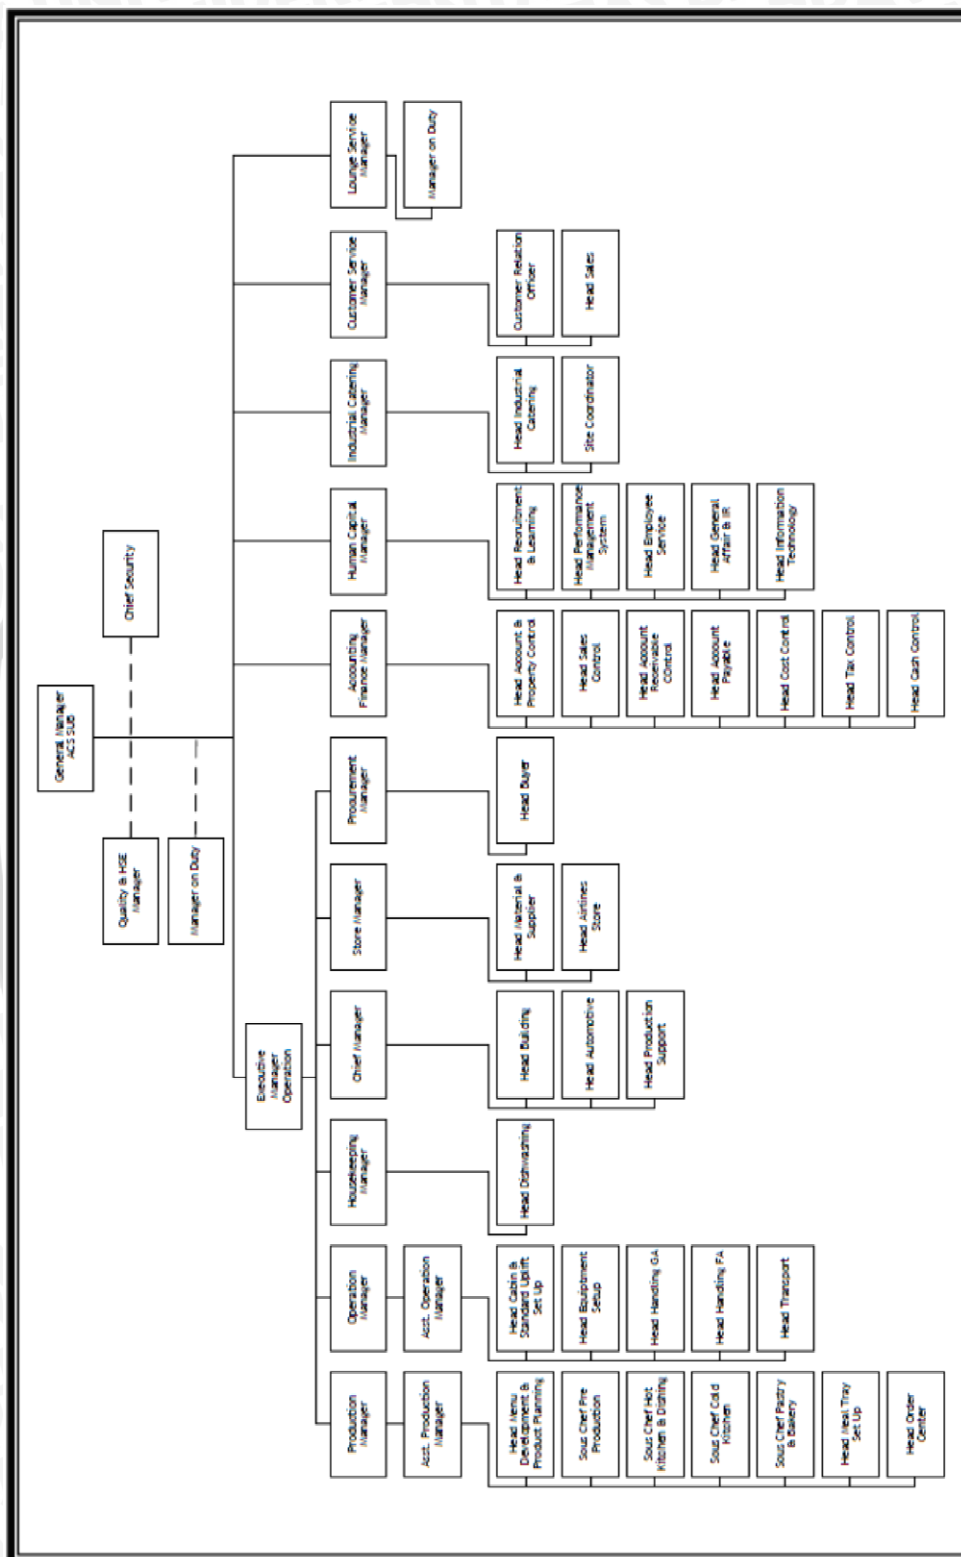 General Manager
ACS SUB
Quality & HSE
Manager
Chief Security
Manager on Duty
Executive
Manager
Operation
Production
Manager
Operation
Manager
Housekeeping
Manager
Chief Manager
Store Manager
Procurement
Manager
Accounting
Finance Manager
Human Capital
Manager
Industrial Catering
Manager
Customer Service
Manager
Lounge Service
Manager
Asst. Production
Manager
Asst. Operation
Manager
Manager on Duty
Head Menu
Development &
Product Planning
Sous Chef Pre
Production
Sous Chef Hot
Kitchen & Dishing
Sous Chef Cold
Kitchen
Sous Chef Pastry
& Bakery
Head Meal Tray
Set Up
Head Order
Center
Head Cabin &
Standard Uplift
Set Up
Head Equiptment
Setup
Head Handling GA
Head Handling FA
Head Transport
Head Dishwashing
Head Building
Head Automotive
Head Production
Support
Head Material &
Supplier
Head Airlines
Store
Head Buyer
Head Account &
Property Control
Head Sales
Control
Head Account
Receivable
COntrol
Head Account
Payable
Head Cost Control
Head Tax Control
Head Cash Control
Head Recruitment
& Learning
Head Performance
Management
System
Head Employee
Service
Head General
Affair & IR
Head Information
Technology
Head Industrial
Catering
Site Coordinator
Customer Relation
Officer
Head Sales